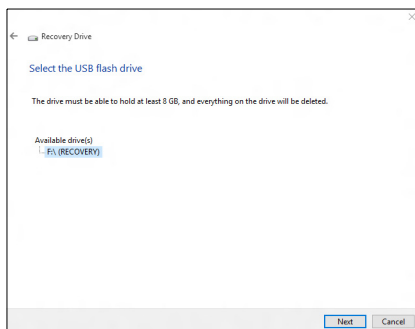 Recovery Drive
Select the USB flash drive
The drive must be able to hold at least 8 GB, and everything on the drive will be deleted.
Available drive(s)
F:\ (RECOVERY)
Next Cancel